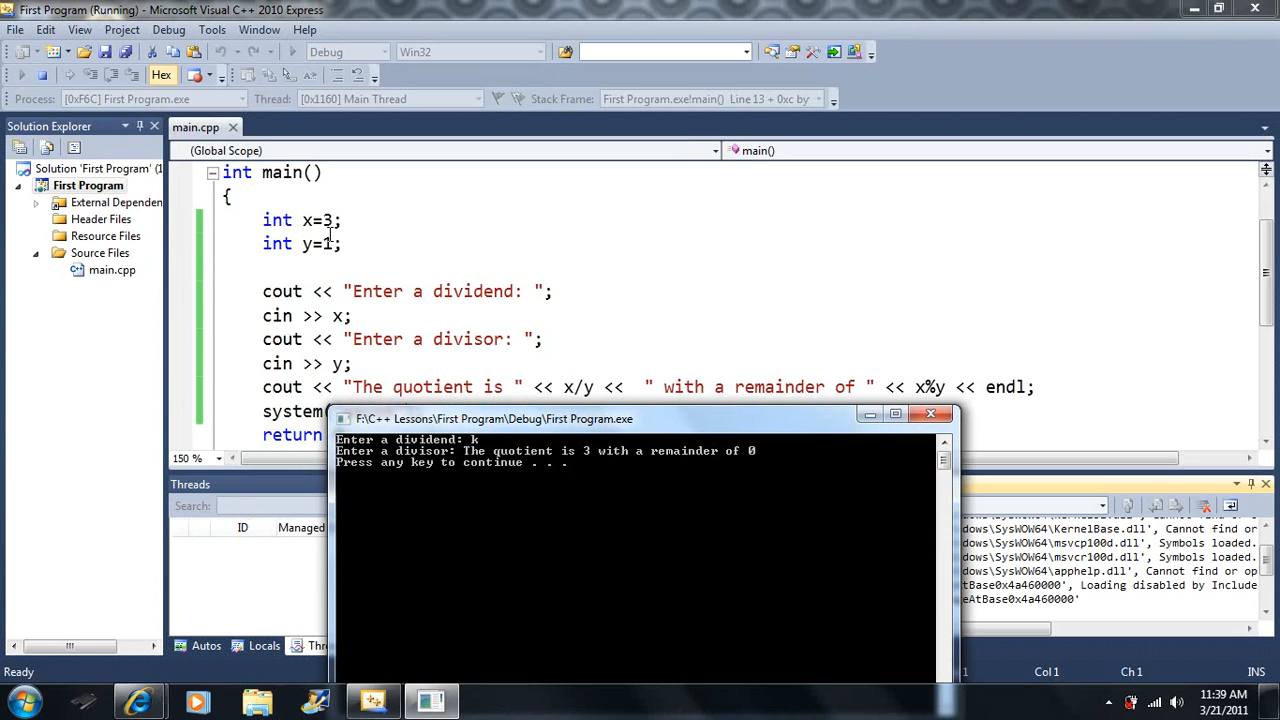 First Program (Running) - Microsoft Visual C++ 2010 Express
File Edit View Project Debug Tools Window Help
Debug Win32
Hex
Process: [0xF6C] First Program.exe Thread: [0x1160] Main Thread Stack Frame: First Program.exe!main() Line 13 + 0xc by
Solution Explorer
main.cpp
(Global Scope) main()
Solution 'First Program' (1
First Program
External Dependen
Header Files
Resource Files
Source Files
main.cpp
int main()
{
int x=3;
int y=1;
cout << "Enter a dividend: ";
cin >> x;
cout << "Enter a divisor: ";
cin >> y;
cout << "The quotient is " << x/y << " with a remainder of " << x%y << endl;
system(
return
150 %
F:\C++ Lessons\First Program\Debug\First Program.exe
Enter a dividend: k
Enter a divisor: The quotient is 3 with a remainder of 0
Press any key to continue . . .
Threads
Search:
ID Managed
ndows\SysWOW64\KernelBase.dll', Cannot find or
ndows\SysWOW64\msvcp100d.dll', Symbols loaded.
ndows\SysWOW64\msvcr100d.dll', Symbols loaded.
ndows\SysWOW64\apphelp.dll', Cannot find or op
AtBase0x4a460000', Loading disabled by Include
eAtBase0x4a460000'
Autos Locals Thr
Ready Col 1 Ch 1 INS
11:39 AM
3/21/2011